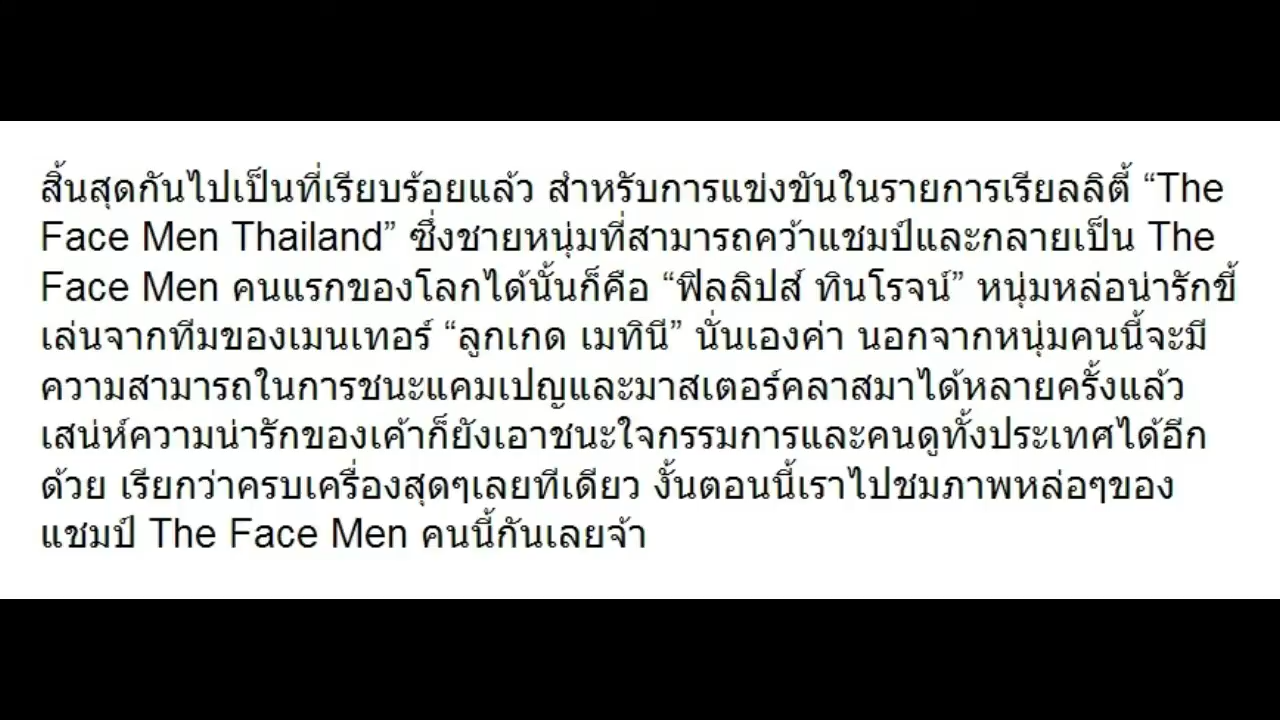 สิ้นสุดกันไปเป็นที่เรียบร้อยแล้ว สำหรับการแข่งขันในรายการเรียลลิตี้ “The
Face Men Thailand” ซึ่งชายหนุ่มที่สามารถคว้าแชมป์และกลายเป็น The
Face Men คนแรกของโลกได้นั้นก็คือ “ฟิลลิปส์ ทินโรจน์” หนุ่มหล่อน่ารักขี้
เล่นจากทีมของเมนเทอร์ “ลูกเกด เมทินี” นั่นเองค่า นอกจากหนุ่มคนนี้จะมี
ความสามารถในการชนะแคมเปญและมาสเตอร์คลาสมาได้หลายครั้งแล้ว
เสน่ห์ความน่ารักของเค้าก็ยังเอาชนะใจกรรมการและคนดูทั้งประเทศได้อีก
ด้วย เรียกว่าครบเครื่องสุดๆเลยทีเดียว งั้นตอนนี้เราไปชมภาพหล่อๆของ
แชมป์ The Face Men คนนี้กันเลยจ้า